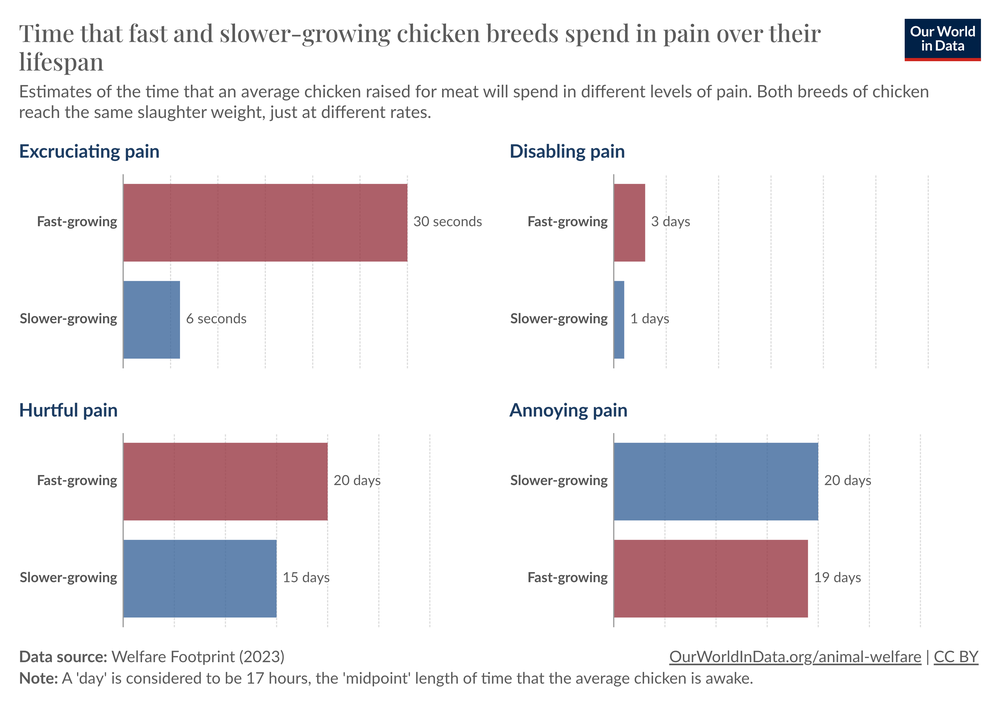 Time that fast and slower-growing chicken breeds spend in pain over their
lifespan
Our World
in Data
Estimates of the time that an average chicken raised for meat will spend in different levels of pain. Both breeds of chicken
reach the same slaughter weight, just at different rates.
Excruciating pain
Fast-growing
30 seconds
Slower-growing
6 seconds
Disabling pain
Fast-growing
3 days
Slower-growing
1 days
Hurtful pain
Fast-growing
20 days
Slower-growing
15 days
Annoying pain
Slower-growing
20 days
Fast-growing
19 days
Data source: Welfare Footprint (2023)
OurWorldInData.org/animal-welfare | CC BY
Note: A 'day' is considered to be 17 hours, the 'midpoint' length of time that the average chicken is awake.